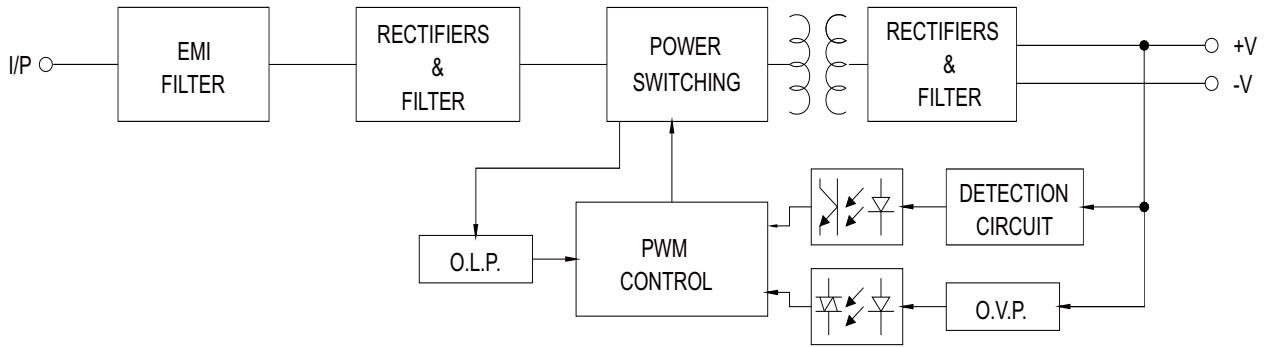 I/P
EMI
FILTER
RECTIFIERS
&
FILTER
POWER
SWITCHING
RECTIFIERS
&
FILTER
+V
-V
DETECTION
CIRCUIT
O.L.P.
PWM
CONTROL
O.V.P.